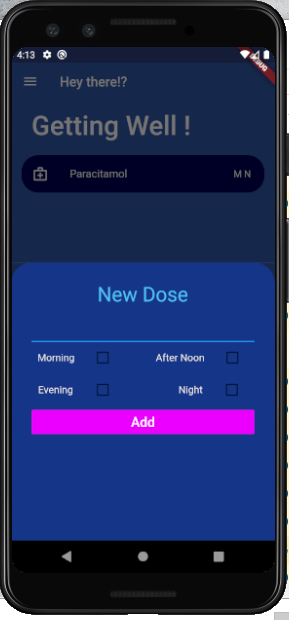 4:13
DEBUG
Hey there!?
Getting Well !
Paracitamol M N
New Dose
Morning After Noon
Evening Night
Add